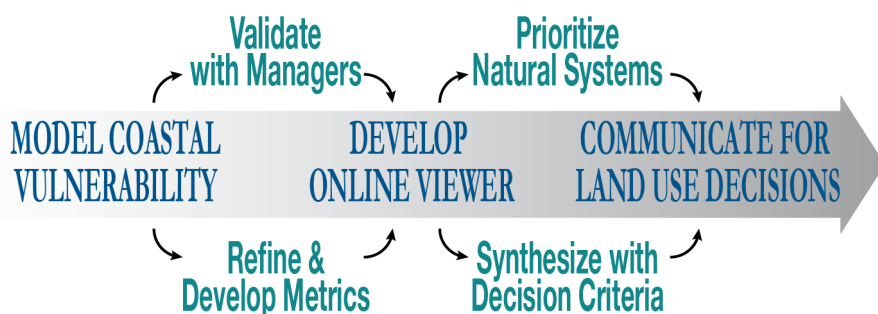 Validate
with Managers
Prioritize
Natural Systems
MODEL COASTAL
VULNERABILITY
DEVELOP
ONLINE VIEWER
COMMUNICATE FOR
LAND USE DECISIONS
Refine &
Develop Metrics
Synthesize with
Decision Criteria